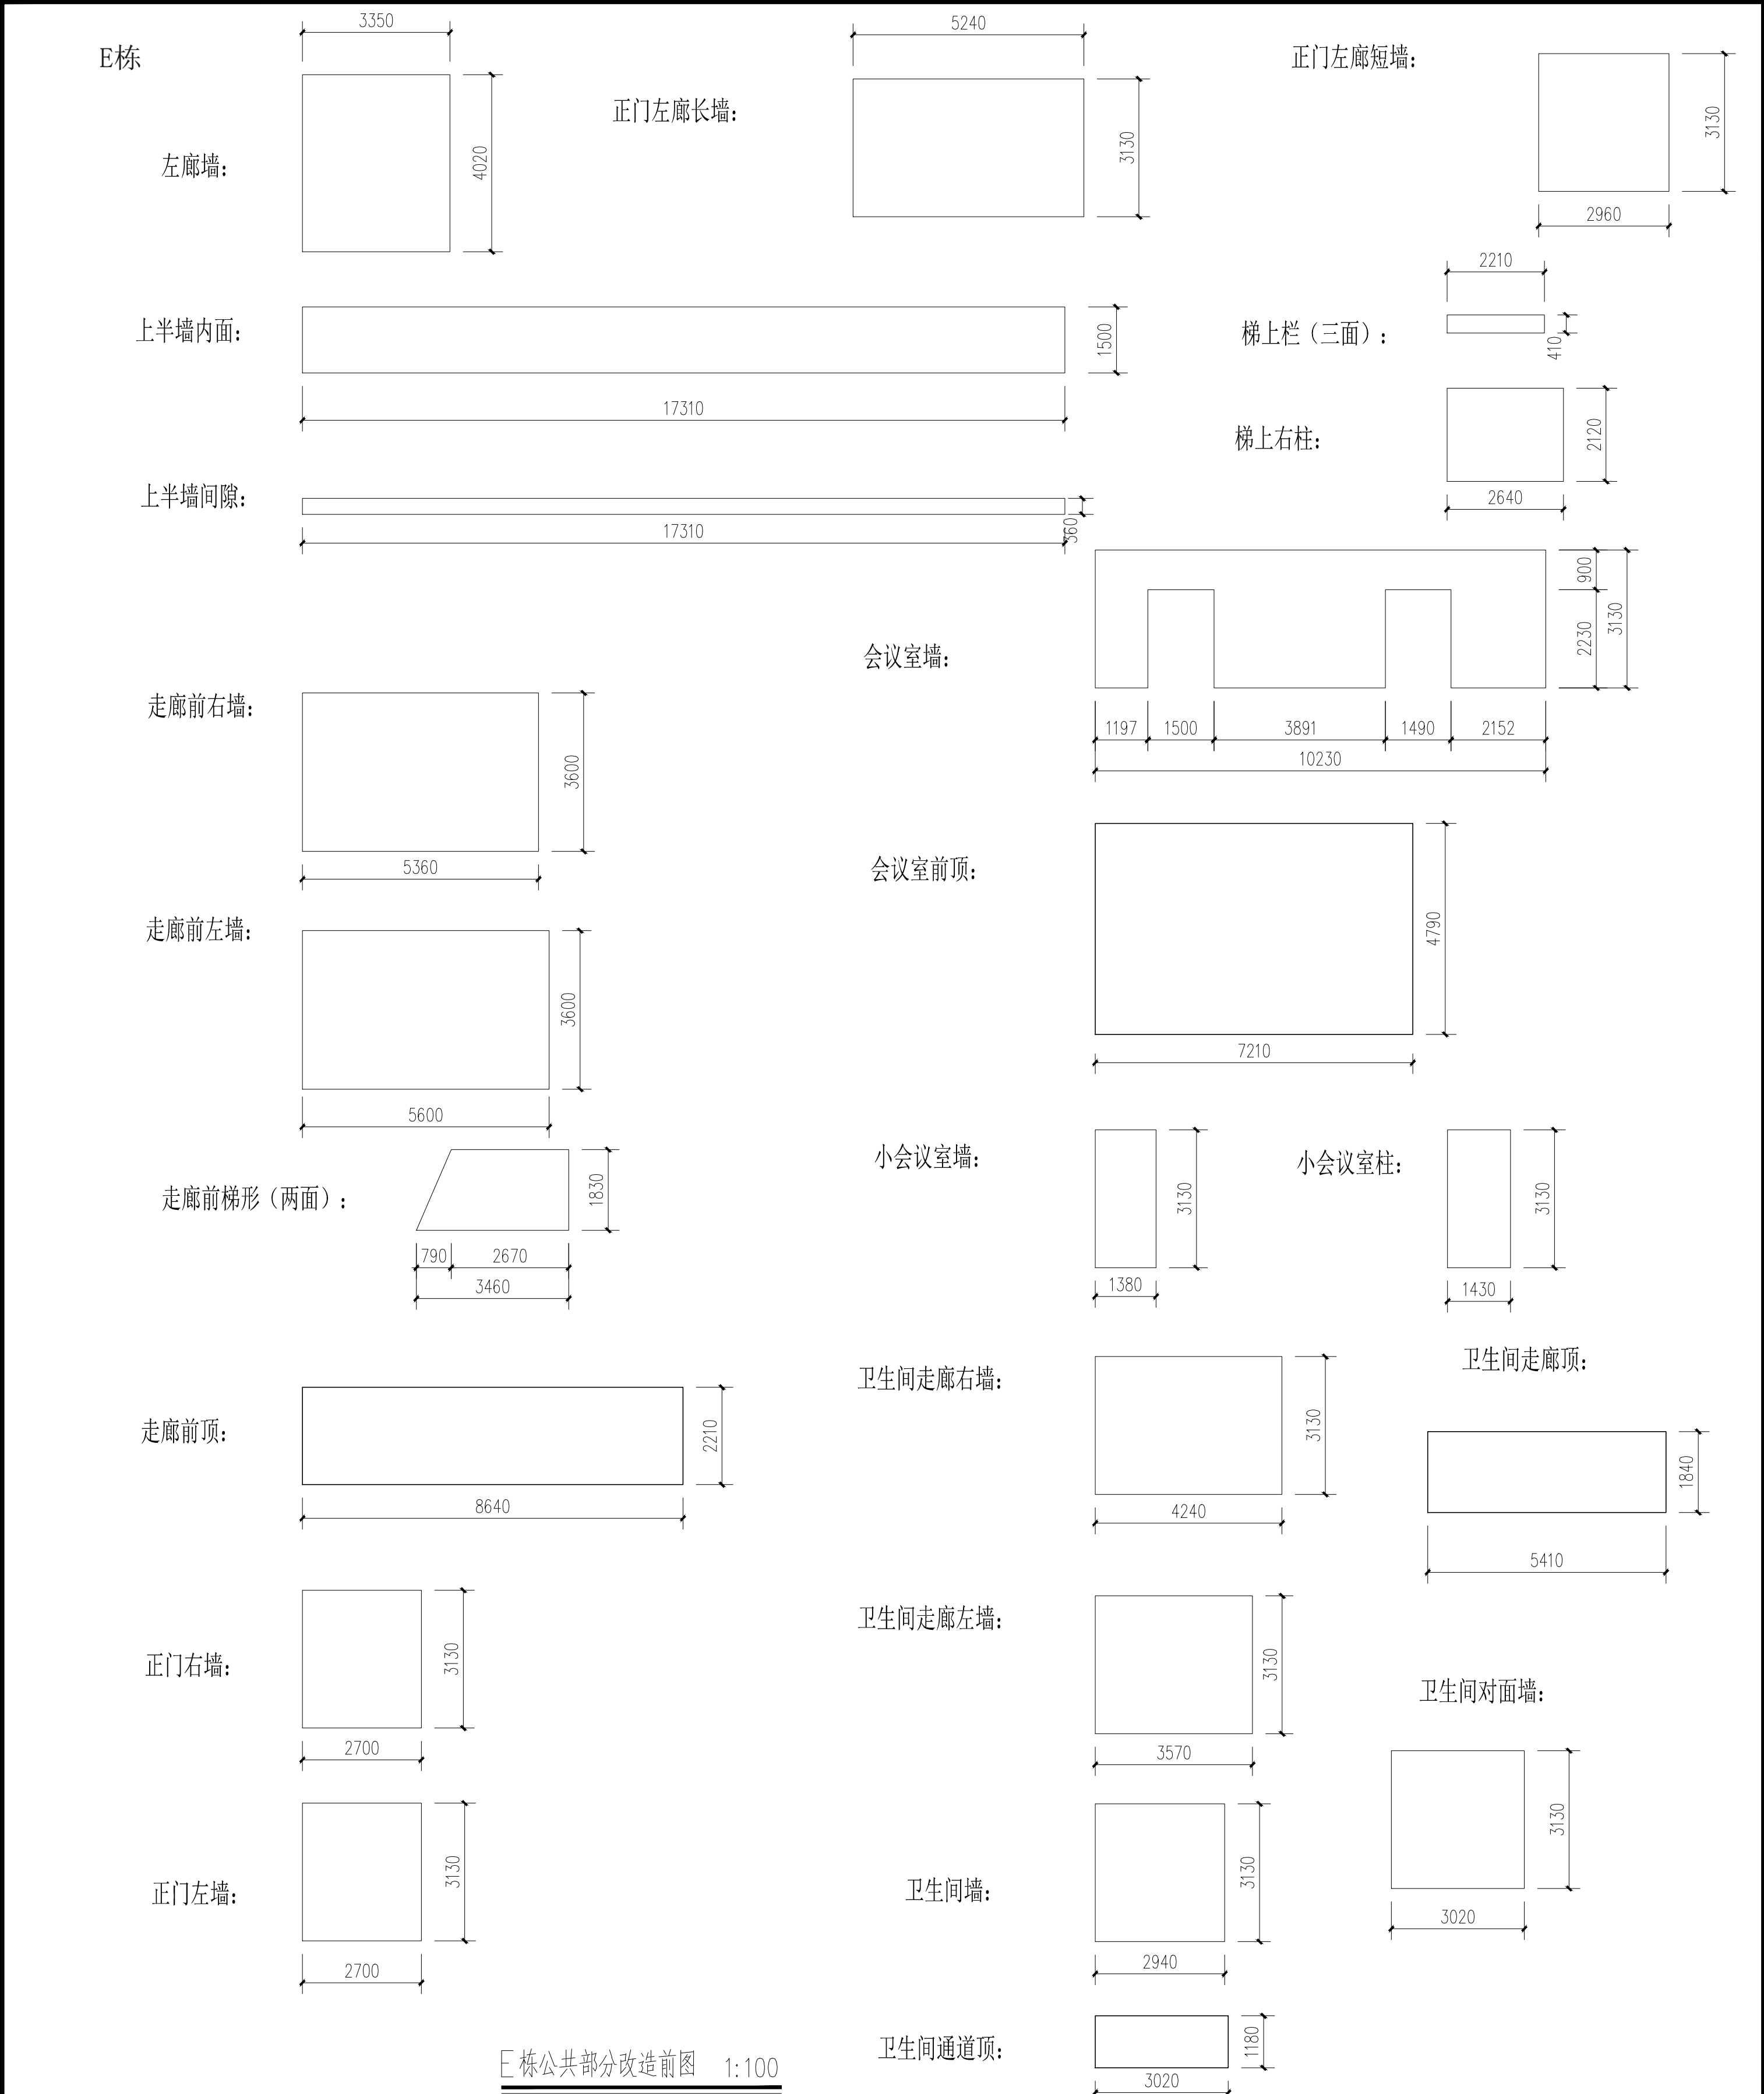 E栋
左廊墙：
3350
4020
正门左廊长墙：
5240
3130
正门左廊短墙：
3130
2960
上半墙内面：
1500
17310
梯上栏（三面）：
2210
410
梯上右柱：
2120
2640
上半墙间隙：
360
17310
会议室墙：
900
2230
3130
1197
1500
3891
1490
2152
10230
走廊前右墙：
3600
5360
会议室前顶：
4790
7210
走廊前左墙：
3600
5600
走廊前梯形（两面）：
1830
790
2670
3460
小会议室墙：
3130
1380
小会议室柱：
3130
1430
走廊前顶：
2210
8640
卫生间走廊右墙：
3130
4240
卫生间走廊顶：
1840
5410
正门右墙：
3130
2700
卫生间走廊左墙：
3130
3570
卫生间对面墙：
3130
3020
正门左墙：
3130
2700
卫生间墙：
3130
2940
卫生间通道顶：
1180
3020
E栋公共部分改造前图 1:100